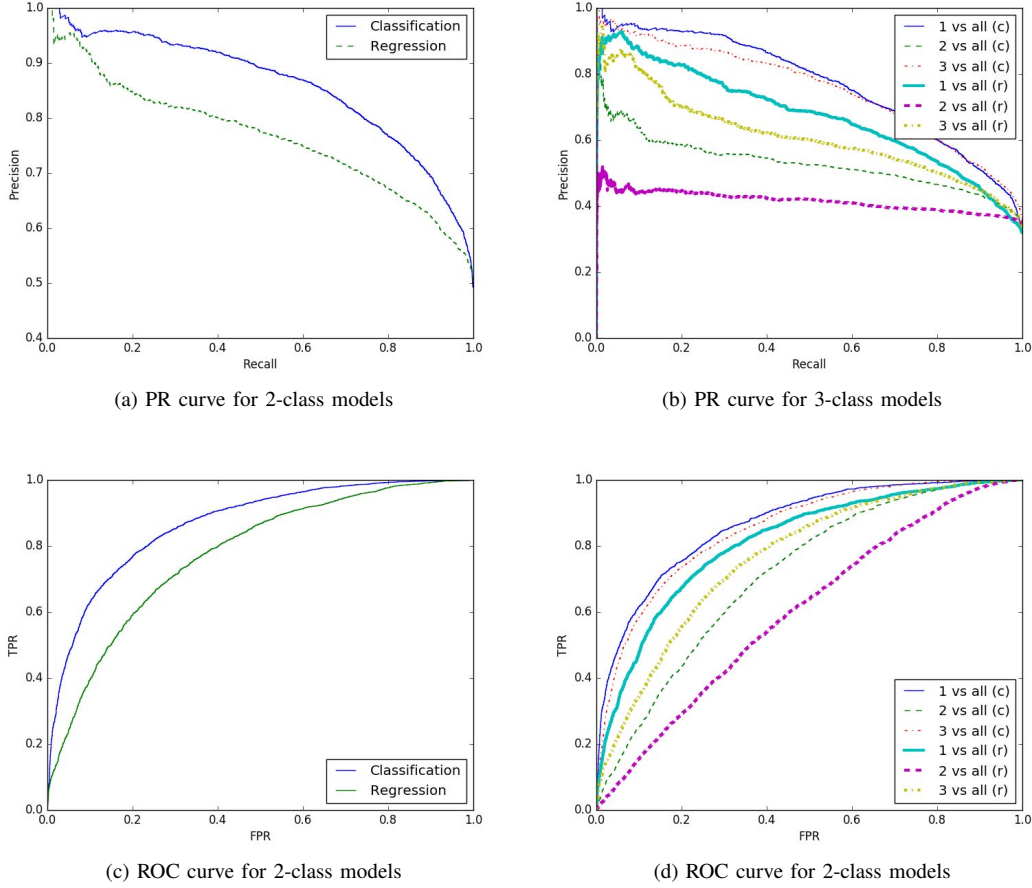 1.0
0.9
0.8
0.7
0.6
0.5
0.4
Precision
0.0 0.2 0.4 0.6 0.8 1.0
Recall
Classification
Regression
(a) PR curve for 2-class models
1.0
0.8
0.6
0.4
0.2
0.0
Precision
0.0 0.2 0.4 0.6 0.8 1.0
Recall
1 vs all (c)
2 vs all (c)
3 vs all (c)
1 vs all (r)
2 vs all (r)
3 vs all (r)
(b) PR curve for 3-class models
1.0
0.8
0.6
0.4
0.2
0.0
TPR
0.0 0.2 0.4 0.6 0.8 1.0
FPR
Classification
Regression
(c) ROC curve for 2-class models
1.0
0.8
0.6
0.4
0.2
0.0
TPR
0.0 0.2 0.4 0.6 0.8 1.0
FPR
1 vs all (c)
2 vs all (c)
3 vs all (c)
1 vs all (r)
2 vs all (r)
3 vs all (r)
(d) ROC curve for 2-class models